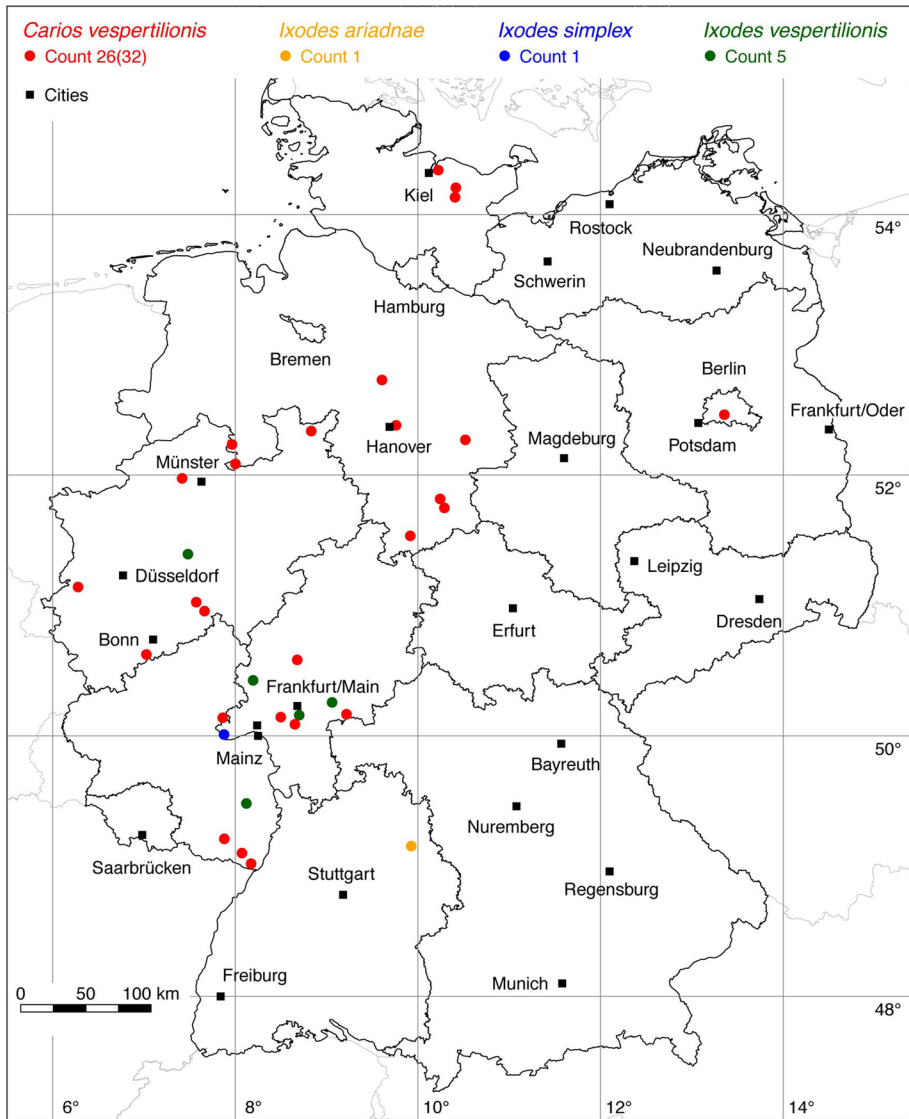 Carios vespertilionis Ixodes ariadnae Ixodes simplex Ixodes vespertilionis
Count 26(32) Count 1 Count 1 Count 5
Cities
Kiel
54°
Rostock
Neubrandenburg
Schwerin
Hamburg
Bremen
Berlin
Frankfurt/Oder
Hanover
Magdeburg
Potsdam
Münster
52°
Leipzig
Düsseldorf
Dresden
Erfurt
Bonn
Frankfurt/Main
50°
Mainz
Bayreuth
Nuremberg
Saarbrücken
Stuttgart
Regensburg
Freiburg
Munich
0 50 100 km
48°
6° 8° 10° 12° 14°